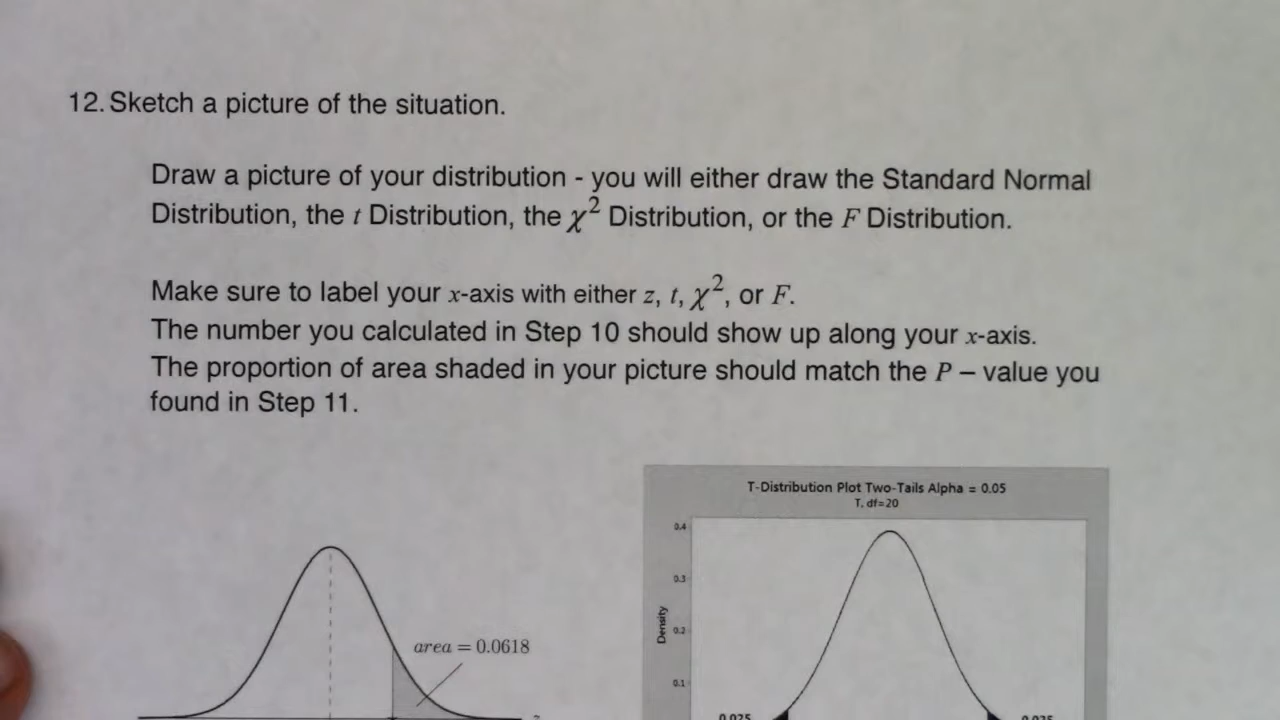 12. Sketch a picture of the situation.
Draw a picture of your distribution - you will either draw the Standard Normal
Distribution, the t Distribution, the χ² Distribution, or the F Distribution.
Make sure to label your x-axis with either z, t, χ², or F.
The number you calculated in Step 10 should show up along your x-axis.
The proportion of area shaded in your picture should match the P – value you
found in Step 11.
area = 0.0618
T-Distribution Plot Two-Tails Alpha = 0.05
T, df=20
0.4
0.3
Density
0.2
0.1
0.025
0.025